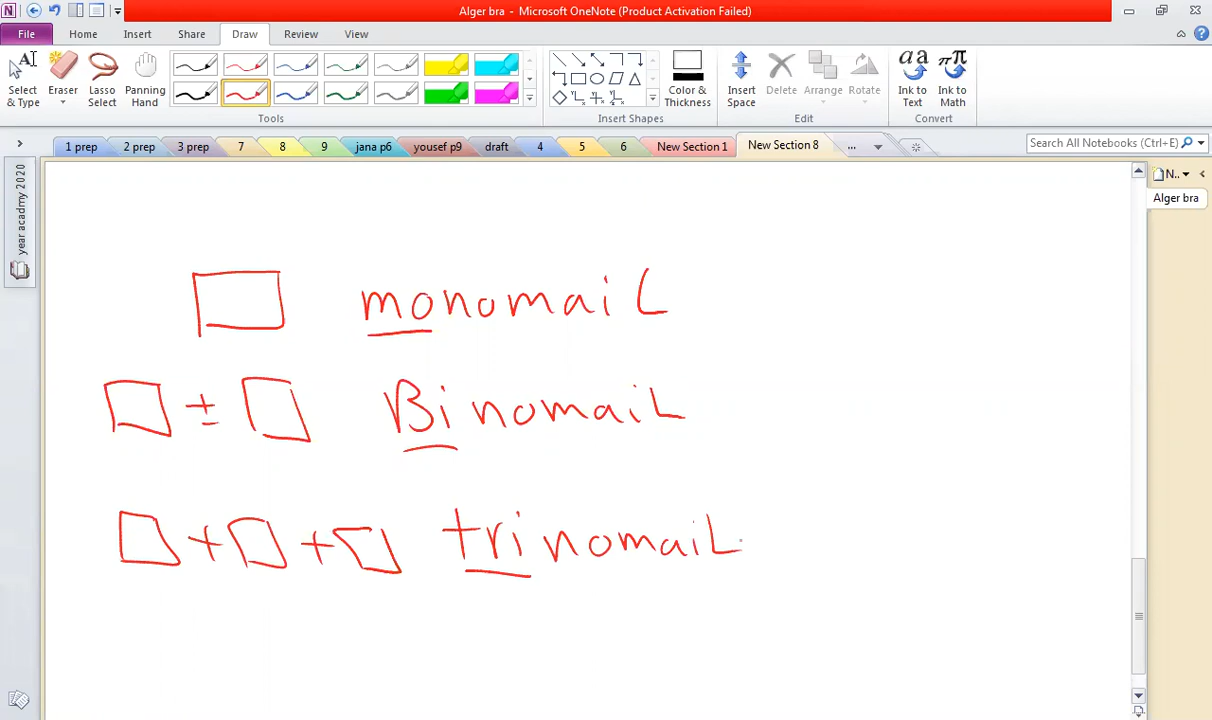 Alger bra - Microsoft OneNote (Product Activation Failed)
File Home Insert Share Draw Review View
Select & Type Eraser Lasso Select Panning Hand Color & Thickness Insert Space Delete Arrange Rotate Ink to Text Ink to Math
Tools Insert Shapes Edit Convert
1 prep 2 prep 3 prep 7 8 9 jana p6 yousef p9 draft 4 5 6 New Section 1 New Section 8 ... Search All Notebooks (Ctrl+E)
N..
Alger bra
year acadmy 2020
monomaiL
± BinomaiL
+ + trinomaiL